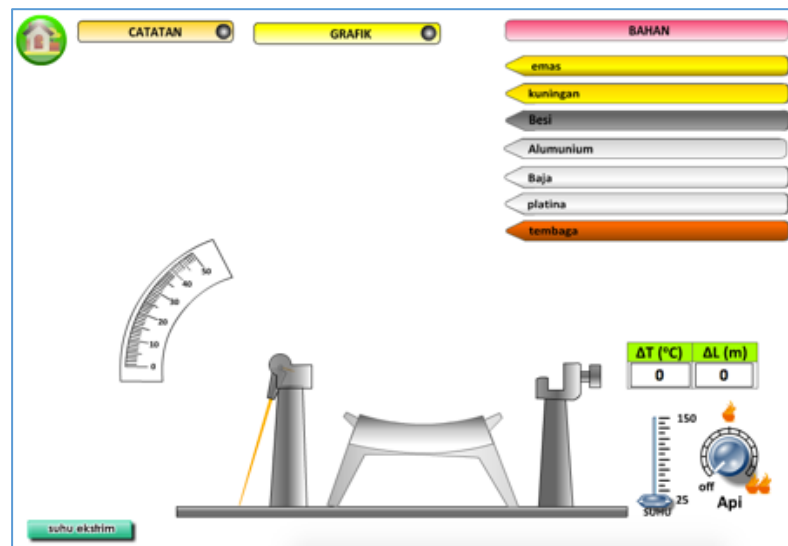 CATATAN
GRAFIK
BAHAN
emas
kuningan
Besi
Alumunium
Baja
platina
tembaga
50
40
30
20
10
0
ΔT (°C) ΔL (m)
0 0
150
25
SUHU
off
Api
suhu ekstrim